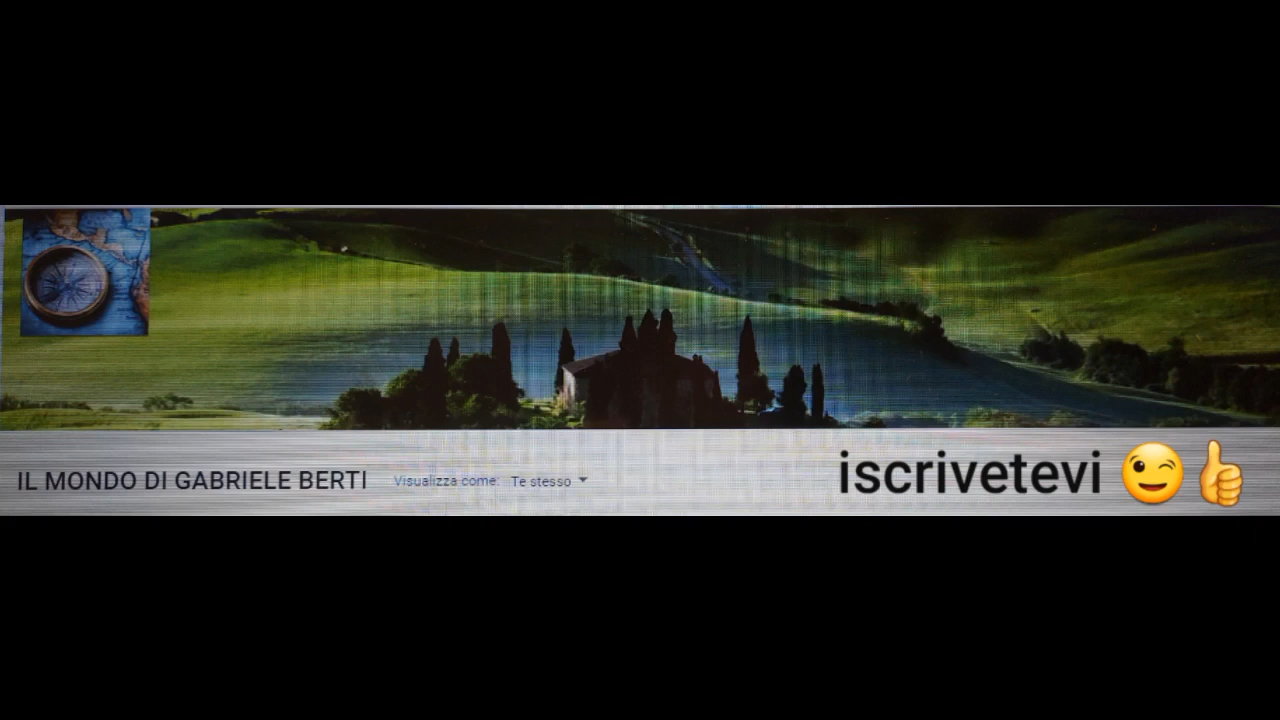 IL MONDO DI GABRIELE BERTI Visualizza come: Te stesso iscrivetevi 😉👍